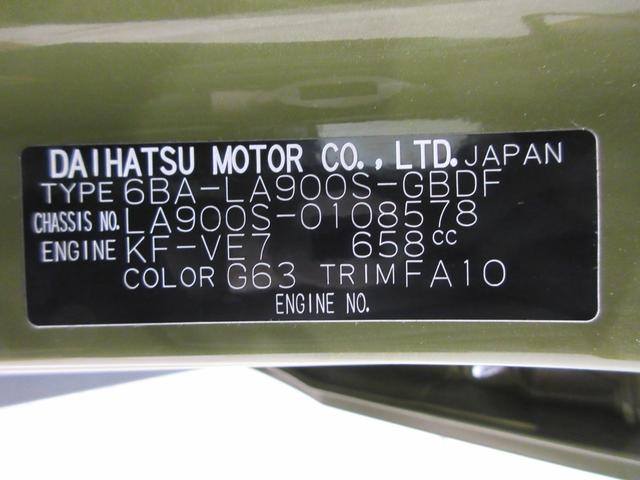 DAIHATSU MOTOR CO., LTD. JAPAN
TYPE 6BA-LA900S-GBDF
CHASSIS NO. LA900S-0108578
ENGINE KF-VE7 658cc
COLOR G63 TRIM FA10
ENGINE NO.